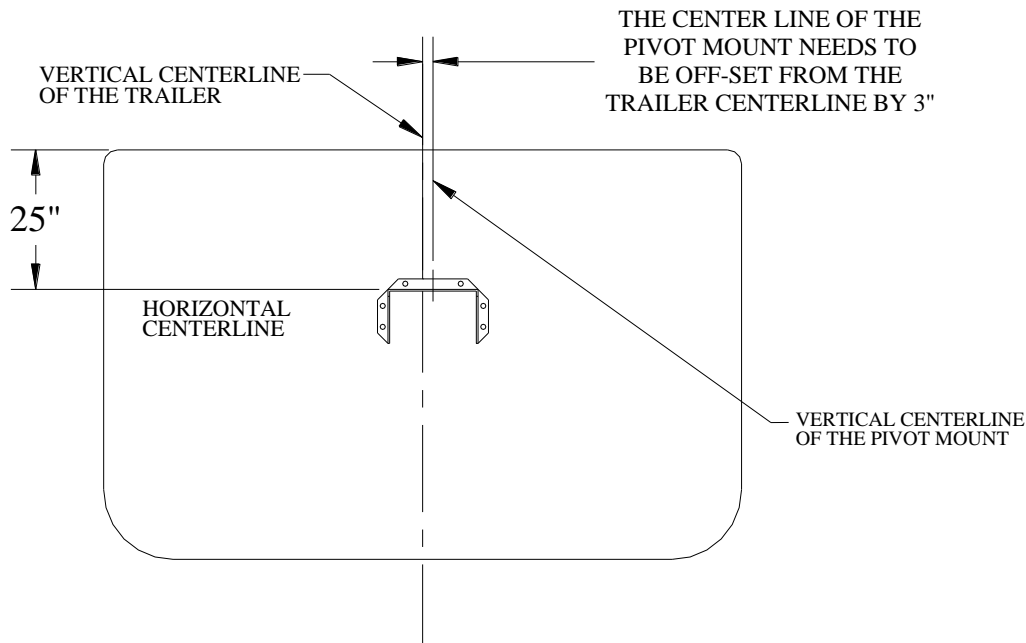 THE CENTER LINE OF THE
PIVOT MOUNT NEEDS TO
BE OFF-SET FROM THE
TRAILER CENTERLINE BY 3"
VERTICAL CENTERLINE
OF THE TRAILER
25"
HORIZONTAL
CENTERLINE
VERTICAL CENTERLINE
OF THE PIVOT MOUNT